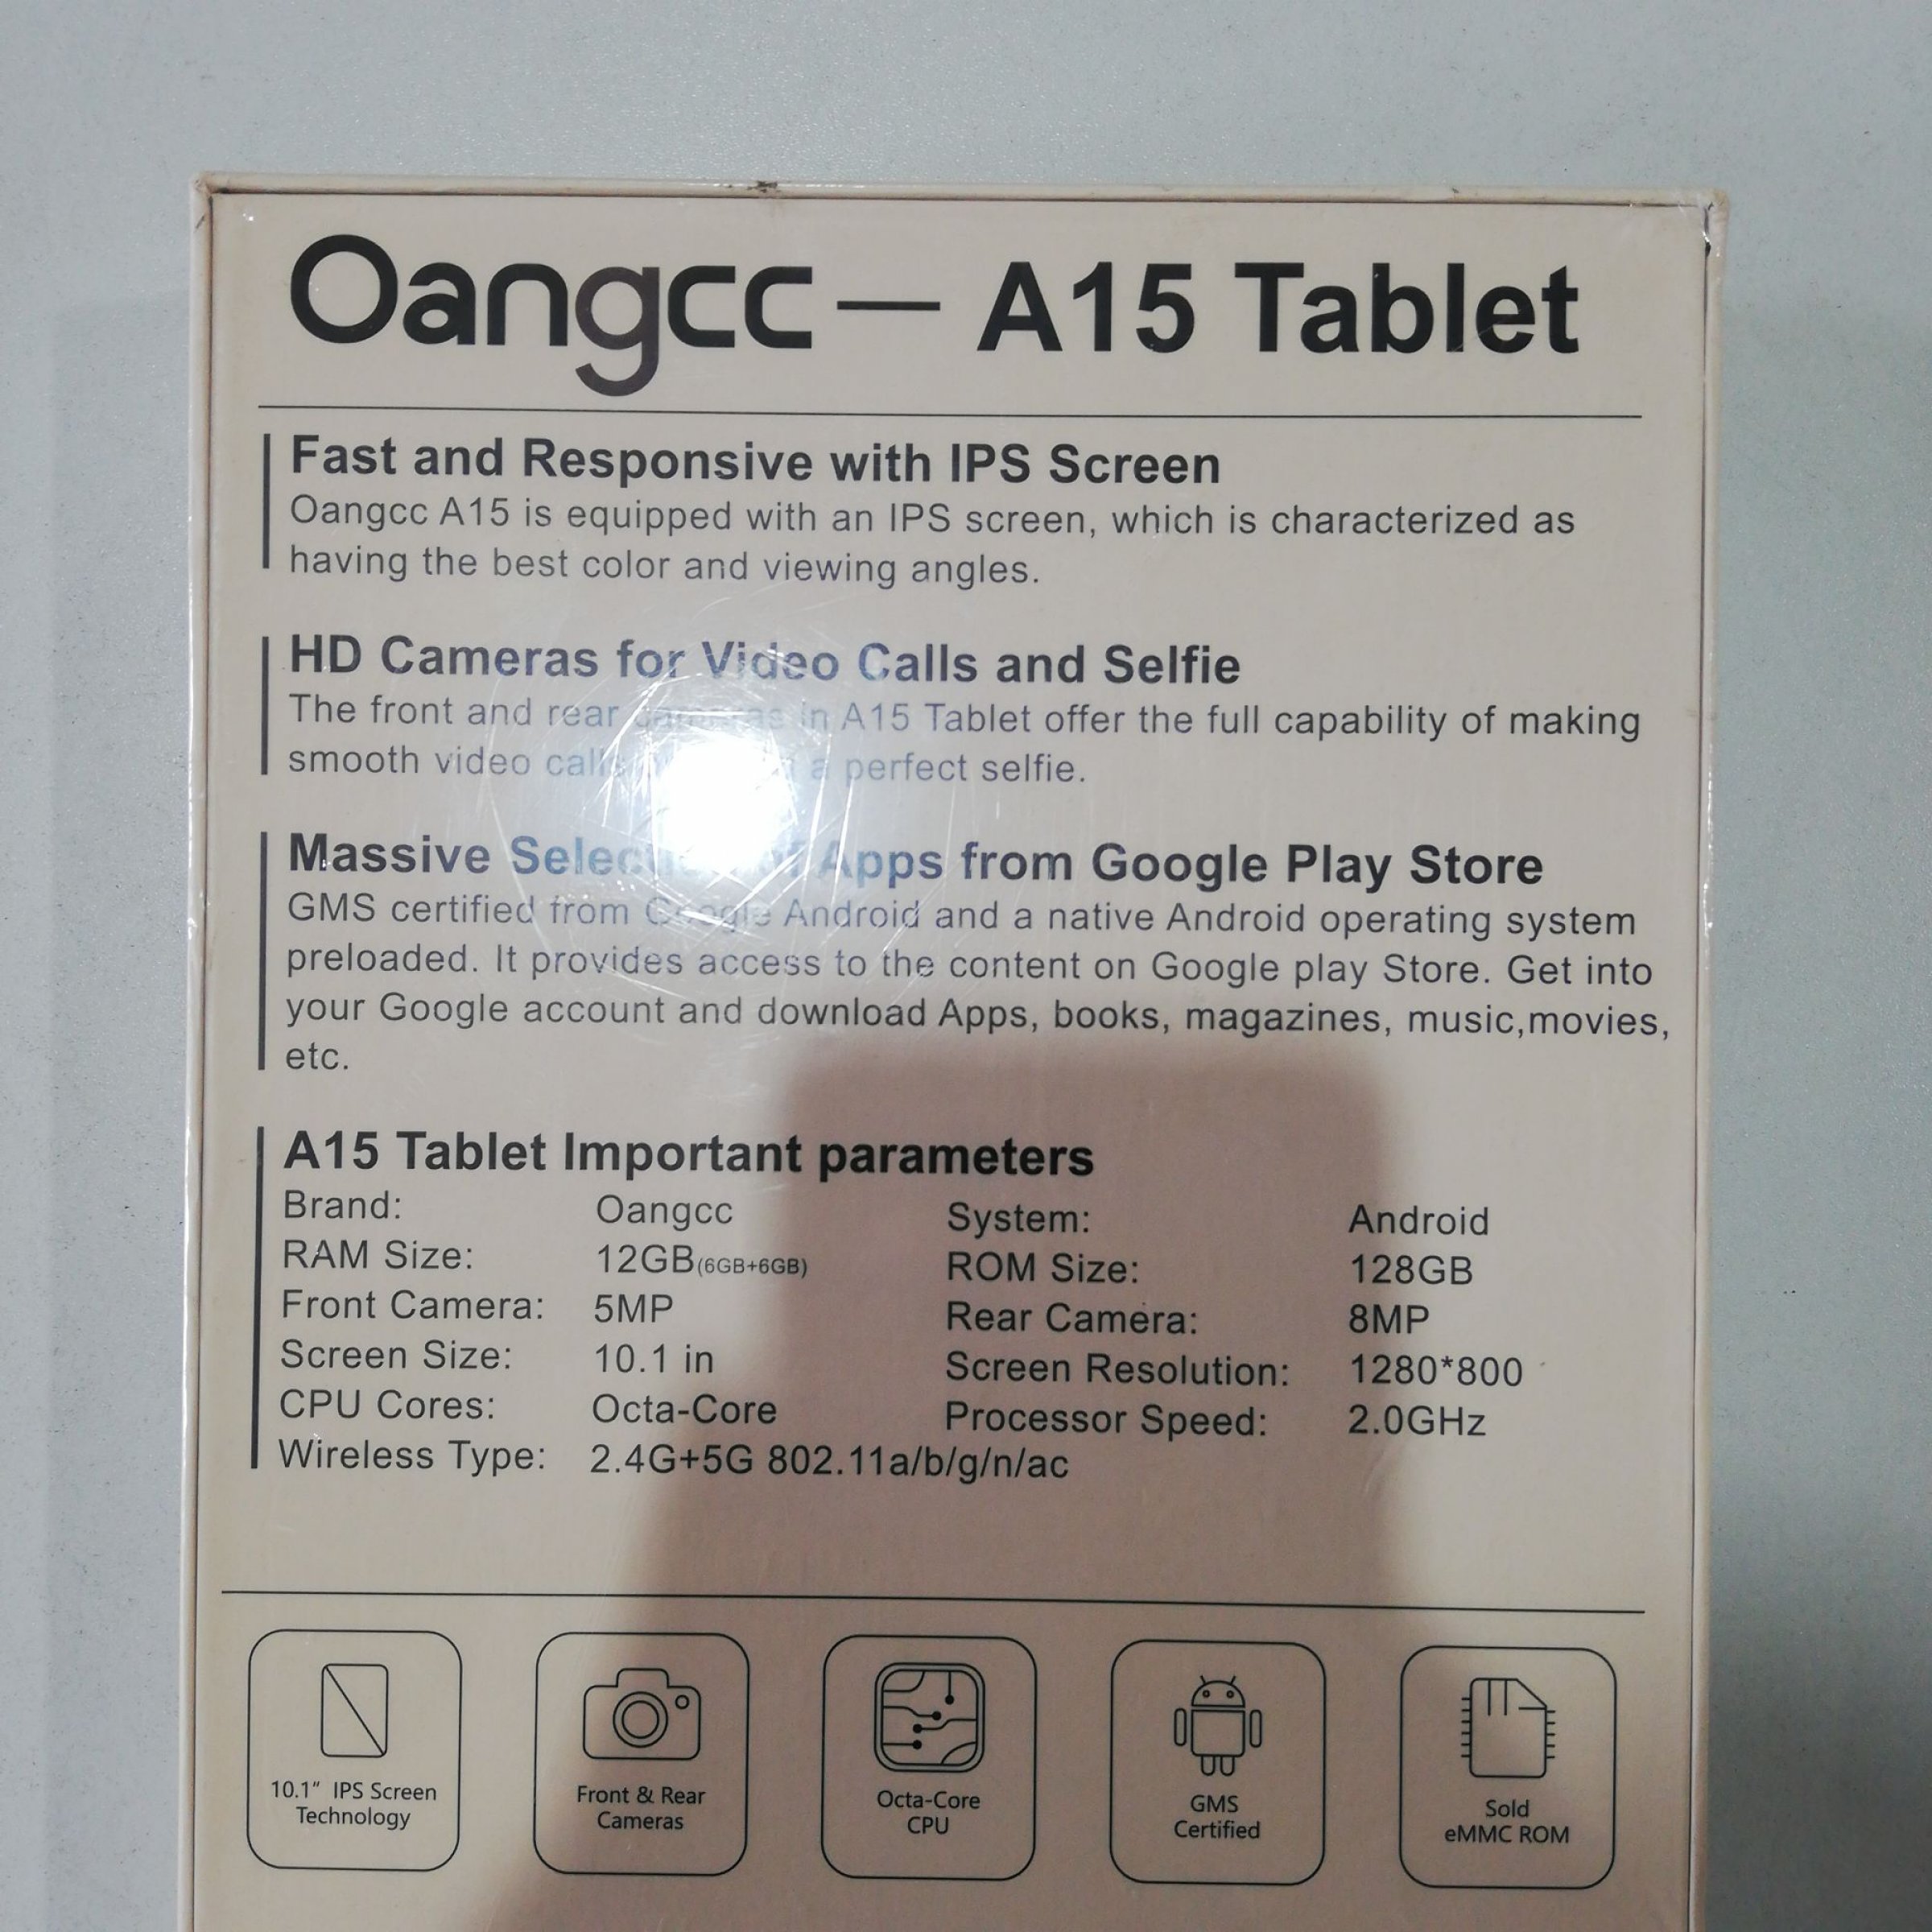 Oangcc — A15 Tablet
Fast and Responsive with IPS Screen
Oangcc A15 is equipped with an IPS screen, which is characterized as
having the best color and viewing angles.
HD Cameras for Video Calls and Selfie
The front and rear cameras in A15 Tablet offer the full capability of making
smooth video calls a perfect selfie.
Massive Selection of Apps from Google Play Store
GMS certified from Google Android and a native Android operating system
preloaded. It provides access to the content on Google play Store. Get into
your Google account and download Apps, books, magazines, music,movies,
etc.
A15 Tablet Important parameters
Brand: Oangcc System: Android
RAM Size: 12GB(6GB+6GB) ROM Size: 128GB
Front Camera: 5MP Rear Camera: 8MP
Screen Size: 10.1 in Screen Resolution: 1280*800
CPU Cores: Octa-Core Processor Speed: 2.0GHz
Wireless Type: 2.4G+5G 802.11a/b/g/n/ac
10.1" IPS Screen
Technology
Front & Rear
Cameras
Octa-Core
CPU
GMS
Certified
Sold
eMMC ROM